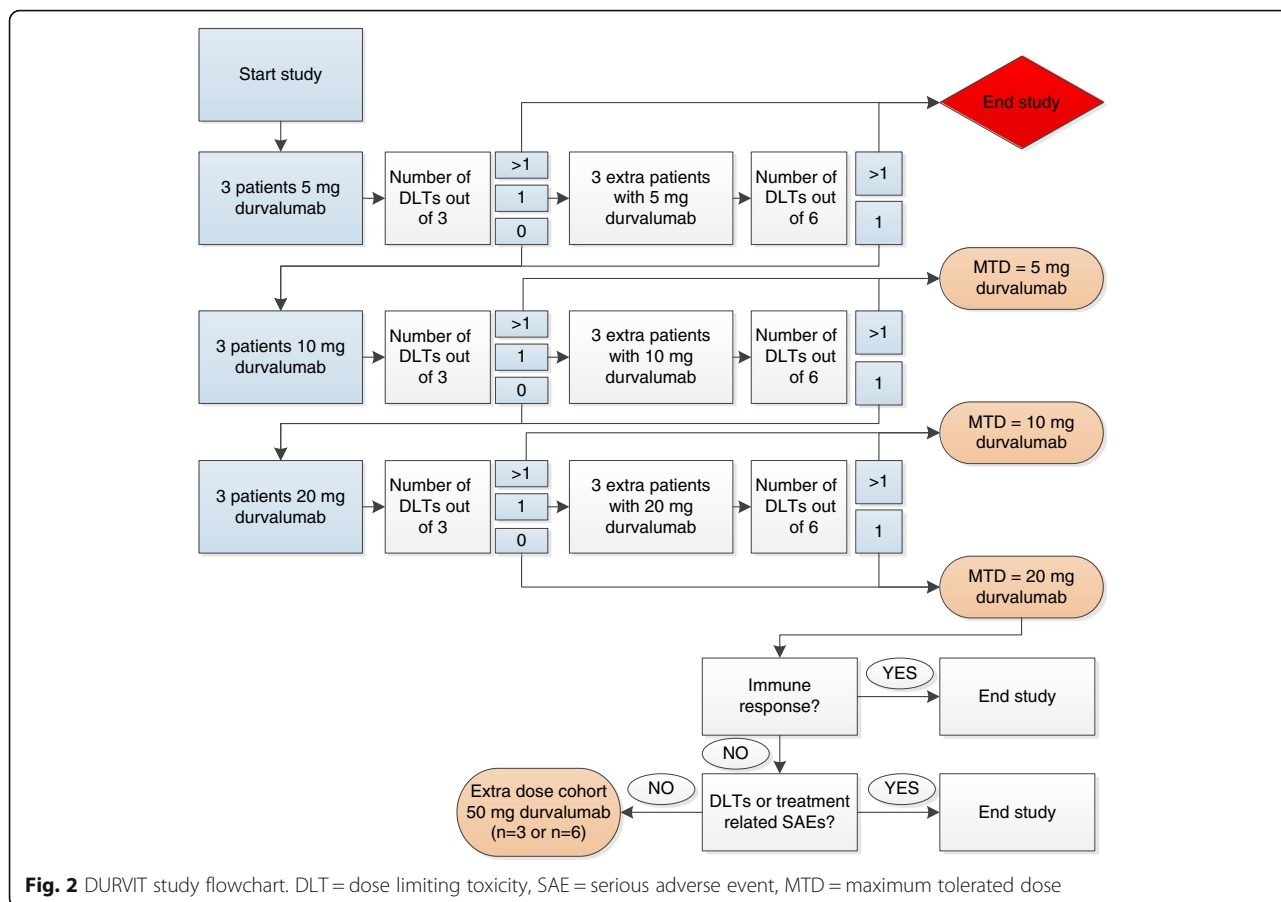 Start study
End study
3 patients 5 mg
durvalumab
Number of
DLTs out
of 3
>1
1
0
3 extra patients
with 5 mg
durvalumab
Number of
DLTs out
of 6
>1
1
MTD = 5 mg
durvalumab
3 patients 10 mg
durvalumab
Number of
DLTs out
of 3
>1
1
0
3 extra patients
with 10 mg
durvalumab
Number of
DLTs out
of 6
>1
1
MTD = 10 mg
durvalumab
3 patients 20 mg
durvalumab
Number of
DLTs out
of 3
>1
1
0
3 extra patients
with 20 mg
durvalumab
Number of
DLTs out
of 6
>1
1
MTD = 20 mg
durvalumab
Immune
response?
YES
End study
NO
Extra dose cohort
50 mg durvalumab
(n=3 or n=6)
NO
DLTs or treatment
related SAEs?
YES
End study
Fig. 2 DURVIT study flowchart. DLT = dose limiting toxicity, SAE = serious adverse event, MTD = maximum tolerated dose